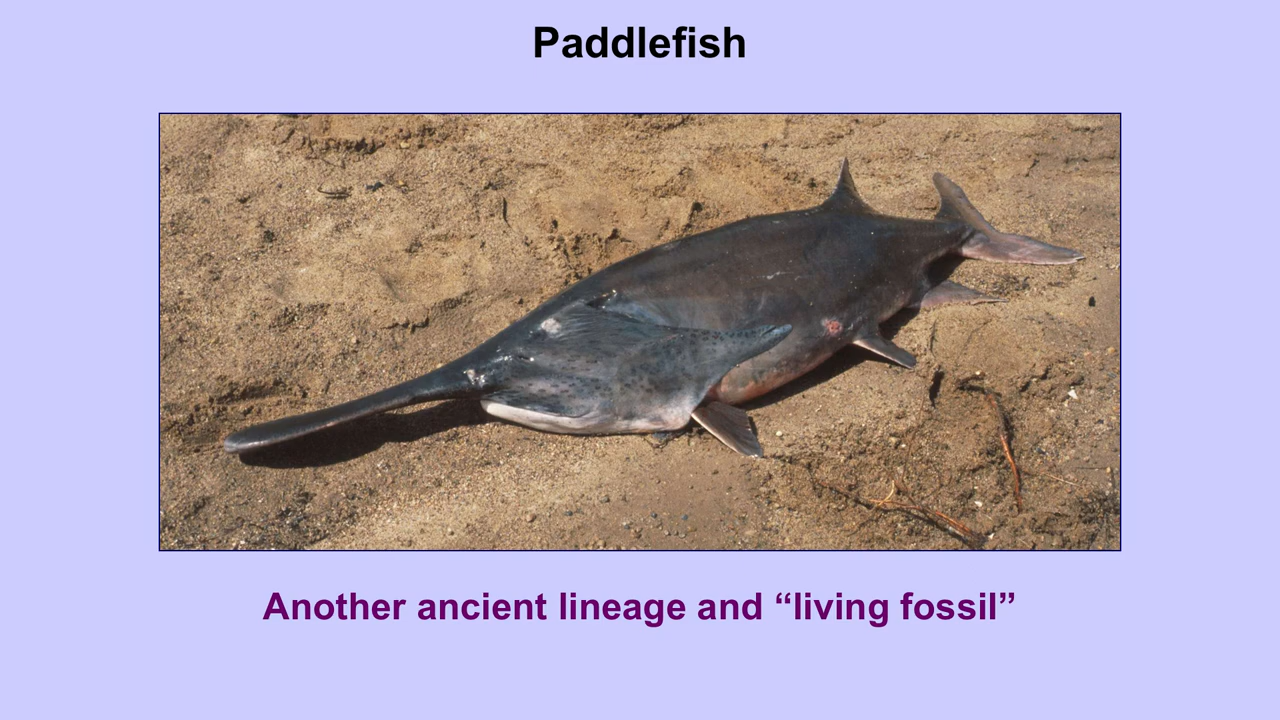 Paddlefish
Another ancient lineage and “living fossil”